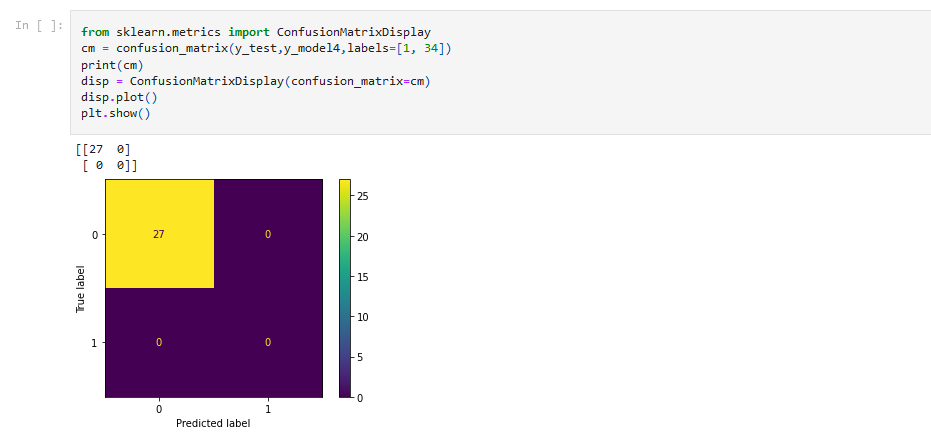 In [ ]:
from sklearn.metrics import ConfusionMatrixDisplay
cm = confusion_matrix(y_test,y_model4,labels=[1, 34])
print(cm)
disp = ConfusionMatrixDisplay(confusion_matrix=cm)
disp.plot()
plt.show()
[[27  0]
 [ 0  0]]
25
20
15
10
5
0
True label
0
27
0
1
0
0
0
1
Predicted label